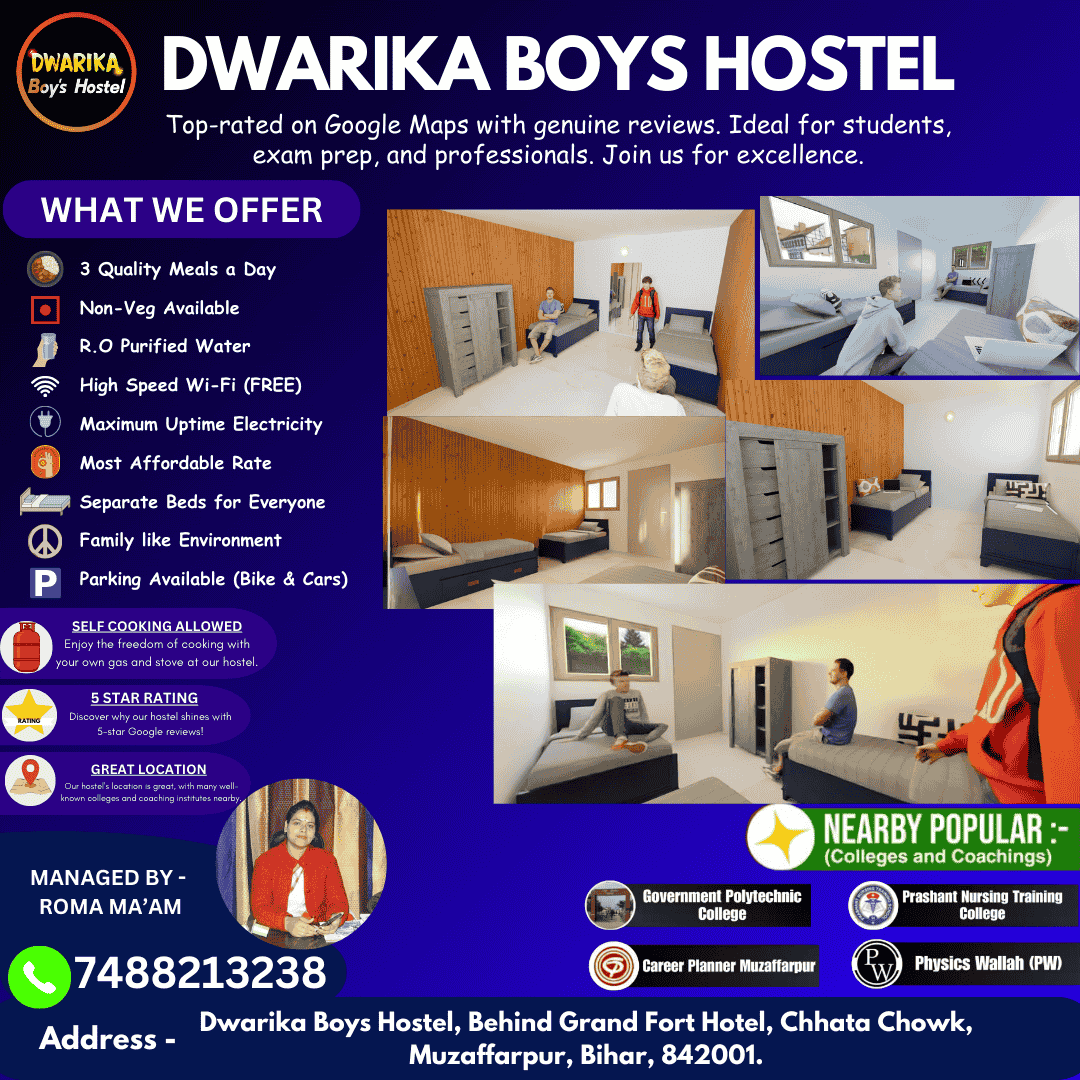 DWARIKA
Boy's Hostel
DWARIKA BOYS HOSTEL
Top-rated on Google Maps with genuine reviews. Ideal for students,
exam prep, and professionals. Join us for excellence.
WHAT WE OFFER
3 Quality Meals a Day
Non-Veg Available
R.O Purified Water
High Speed Wi-Fi (FREE)
Maximum Uptime Electricity
Most Affordable Rate
Separate Beds for Everyone
Family like Environment
P
Parking Available (Bike & Cars)
SELF COOKING ALLOWED
Enjoy the freedom of cooking with
your own gas and stove at our hostel.
RATING
5 STAR RATING
Discover why our hostel shines with
5-star Google reviews!
GREAT LOCATION
Our hostel's location is great, with many well-
known colleges and coaching institutes nearby.
MANAGED BY -
ROMA MA’AM
7488213238
NEARBY POPULAR :-
(Colleges and Coachings)
Government Polytechnic
College
Prashant Nursing Training
College
Career Planner Muzaffarpur
PW
Physics Wallah (PW)
Address -
Dwarika Boys Hostel, Behind Grand Fort Hotel, Chhata Chowk,
Muzaffarpur, Bihar, 842001.